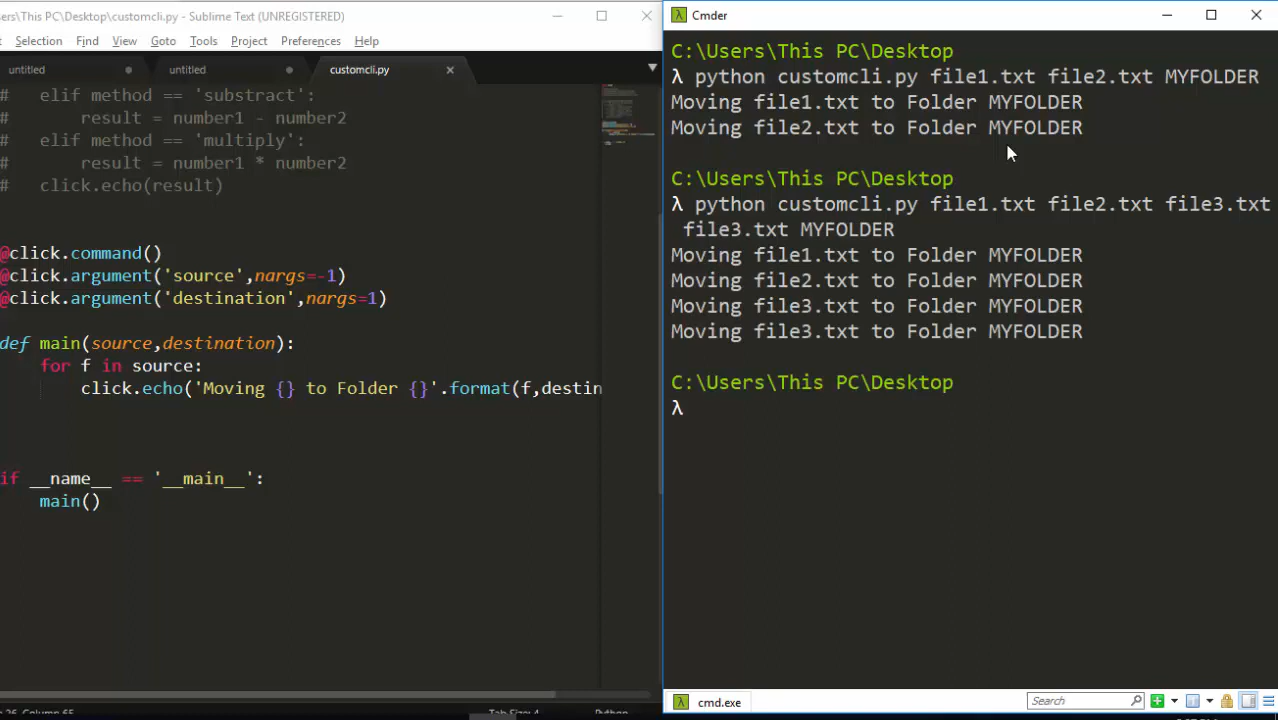 ers\This PC\Desktop\customcli.py - Sublime Text (UNREGISTERED)
Selection Find View Goto Tools Project Preferences Help
untitled untitled customcli.py
# elif method == 'substract':
# result = number1 - number2
# elif method == 'multiply':
# result = number1 * number2
# click.echo(result)
@click.command()
@click.argument('source',nargs=-1)
@click.argument('destination',nargs=1)
def main(source,destination):
for f in source:
click.echo('Moving {} to Folder {}'.format(f,destin
if __name__ == '__main__':
main()
Tab Size: 4 Python
Cmder
C:\Users\This PC\Desktop
λ python customcli.py file1.txt file2.txt MYFOLDER
Moving file1.txt to Folder MYFOLDER
Moving file2.txt to Folder MYFOLDER
C:\Users\This PC\Desktop
λ python customcli.py file1.txt file2.txt file3.txt
file3.txt MYFOLDER
Moving file1.txt to Folder MYFOLDER
Moving file2.txt to Folder MYFOLDER
Moving file3.txt to Folder MYFOLDER
Moving file3.txt to Folder MYFOLDER
C:\Users\This PC\Desktop
λ
cmd.exe Search